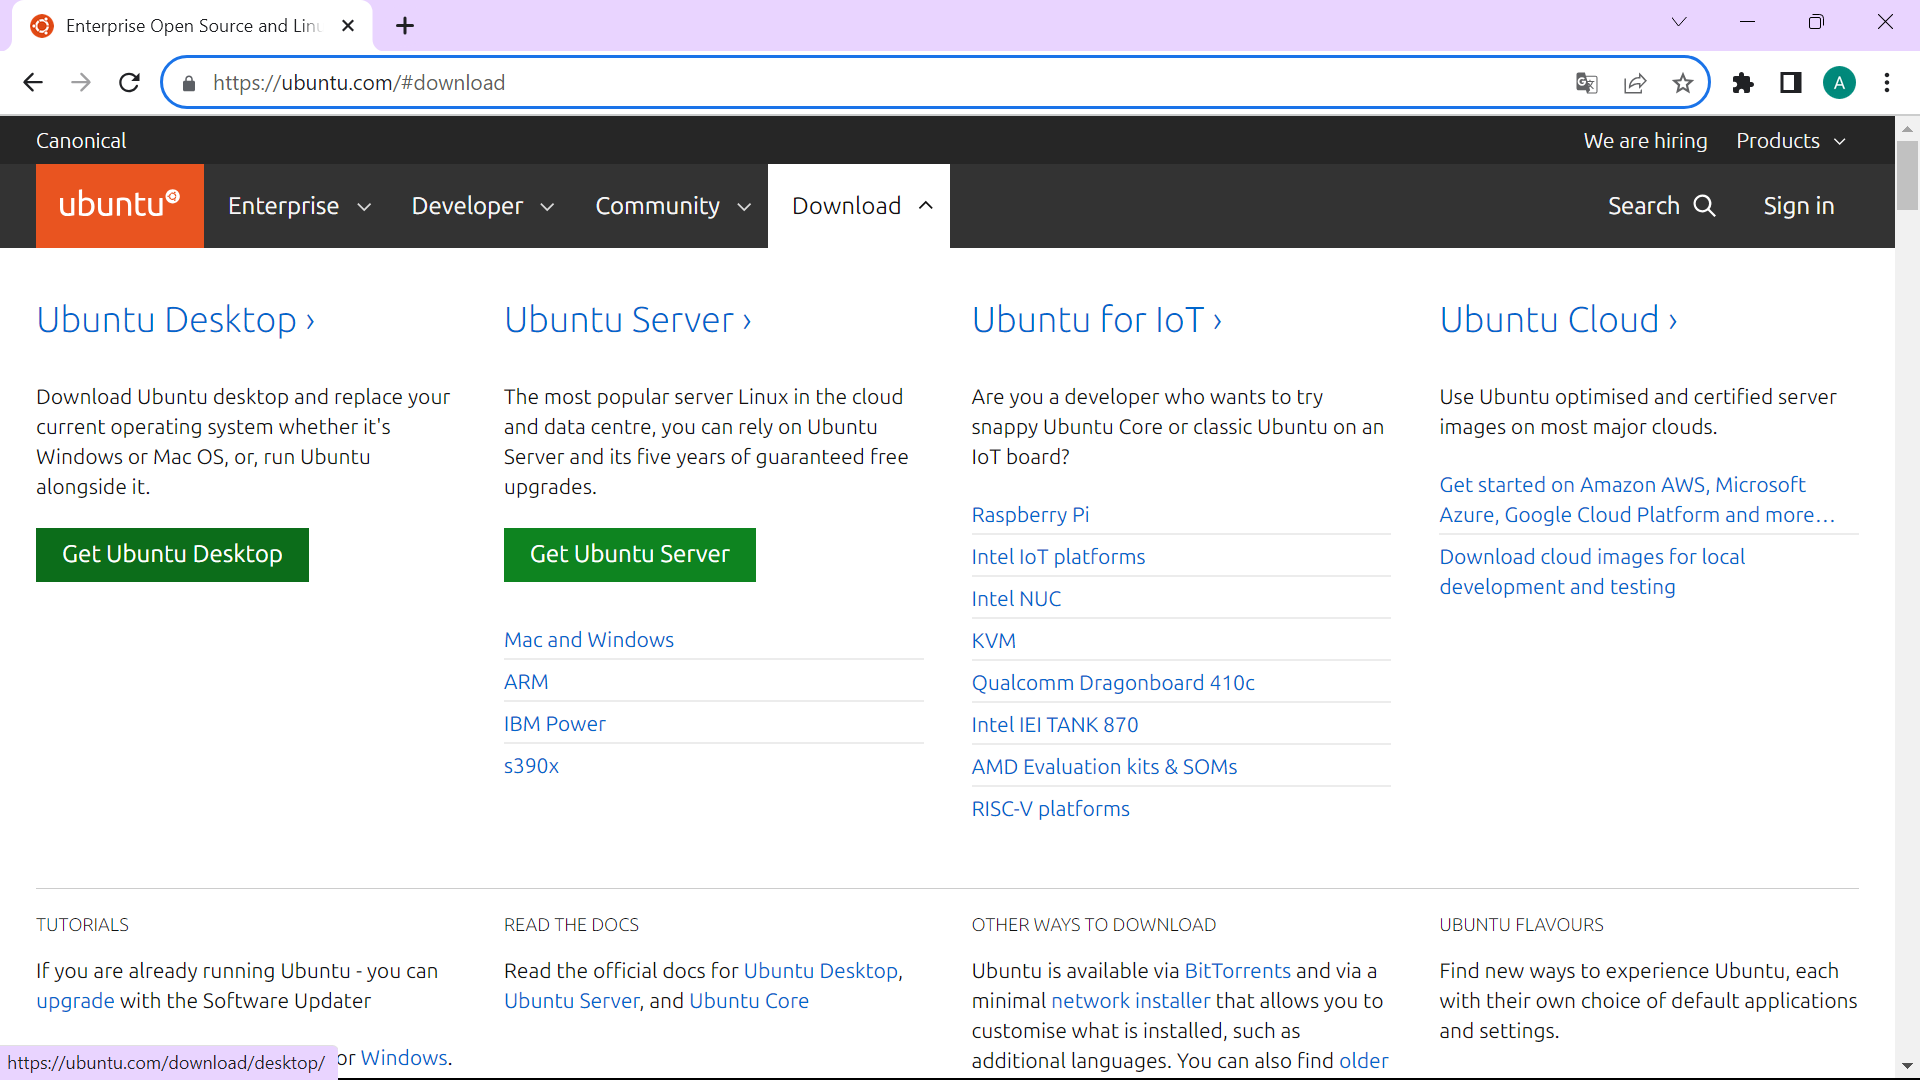 Enterprise Open Source and Lin
https://ubuntu.com/#download
A
Canonical
We are hiring
Products
ubuntu
Enterprise
Developer
Community
Download
Search
Sign in
Ubuntu Desktop ›
Download Ubuntu desktop and replace your
current operating system whether it's
Windows or Mac OS, or, run Ubuntu
alongside it.
Get Ubuntu Desktop
Ubuntu Server ›
The most popular server Linux in the cloud
and data centre, you can rely on Ubuntu
Server and its five years of guaranteed free
upgrades.
Get Ubuntu Server
Mac and Windows
ARM
IBM Power
s390x
Ubuntu for IoT ›
Are you a developer who wants to try
snappy Ubuntu Core or classic Ubuntu on an
IoT board?
Raspberry Pi
Intel IoT platforms
Intel NUC
KVM
Qualcomm Dragonboard 410c
Intel IEI TANK 870
AMD Evaluation kits & SOMs
RISC-V platforms
Ubuntu Cloud ›
Use Ubuntu optimised and certified server
images on most major clouds.
Get started on Amazon AWS, Microsoft
Azure, Google Cloud Platform and more…
Download cloud images for local
development and testing
TUTORIALS
If you are already running Ubuntu - you can
upgrade with the Software Updater
or Windows.
READ THE DOCS
Read the official docs for Ubuntu Desktop,
Ubuntu Server, and Ubuntu Core
OTHER WAYS TO DOWNLOAD
Ubuntu is available via BitTorrents and via a
minimal network installer that allows you to
customise what is installed, such as
additional languages. You can also find older
UBUNTU FLAVOURS
Find new ways to experience Ubuntu, each
with their own choice of default applications
and settings.
https://ubuntu.com/download/desktop/